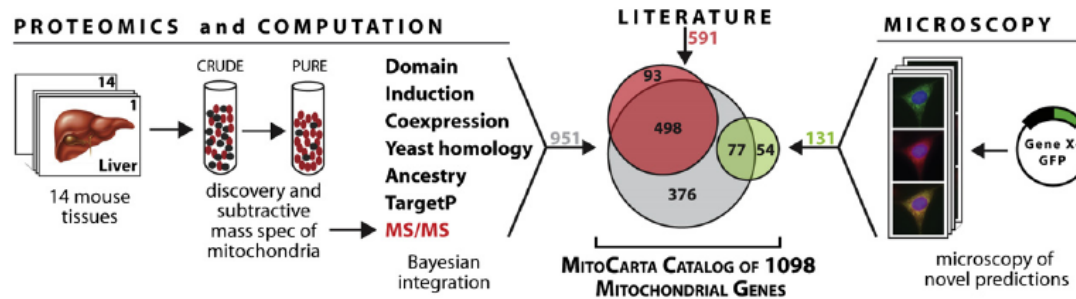 PROTEOMICS and COMPUTATION
14
1
Liver
14 mouse
tissues
CRUDE
PURE
discovery and
subtractive
mass spec of
mitochondria
Domain
Induction
Coexpression
Yeast homology
Ancestry
TargetP
MS/MS
Bayesian
integration
951
LITERATURE
591
93
498
77
54
376
131
MITOCARTA CATALOG OF 1098
MITOCHONDRIAL GENES
MICROSCOPY
Gene X-
GFP
microscopy of
novel predictions